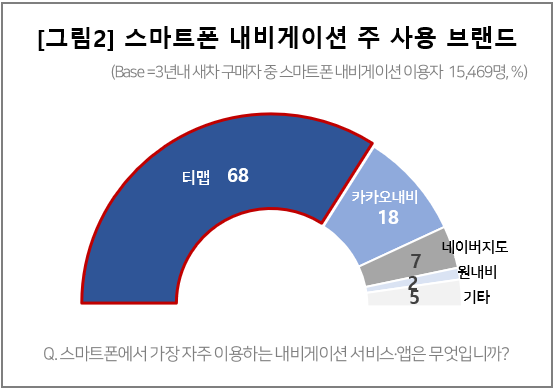 [그림2] 스마트폰 내비게이션 주 사용 브랜드
(Base =3년내 새차 구매자 중 스마트폰 내비게이션 이용자 15,469명, %)
티맵 68
카카오내비
18
네이버지도
7
원내비
2
기타
5
Q. 스마트폰에서 가장 자주 이용하는 내비게이션 서비스·앱은 무엇입니까?